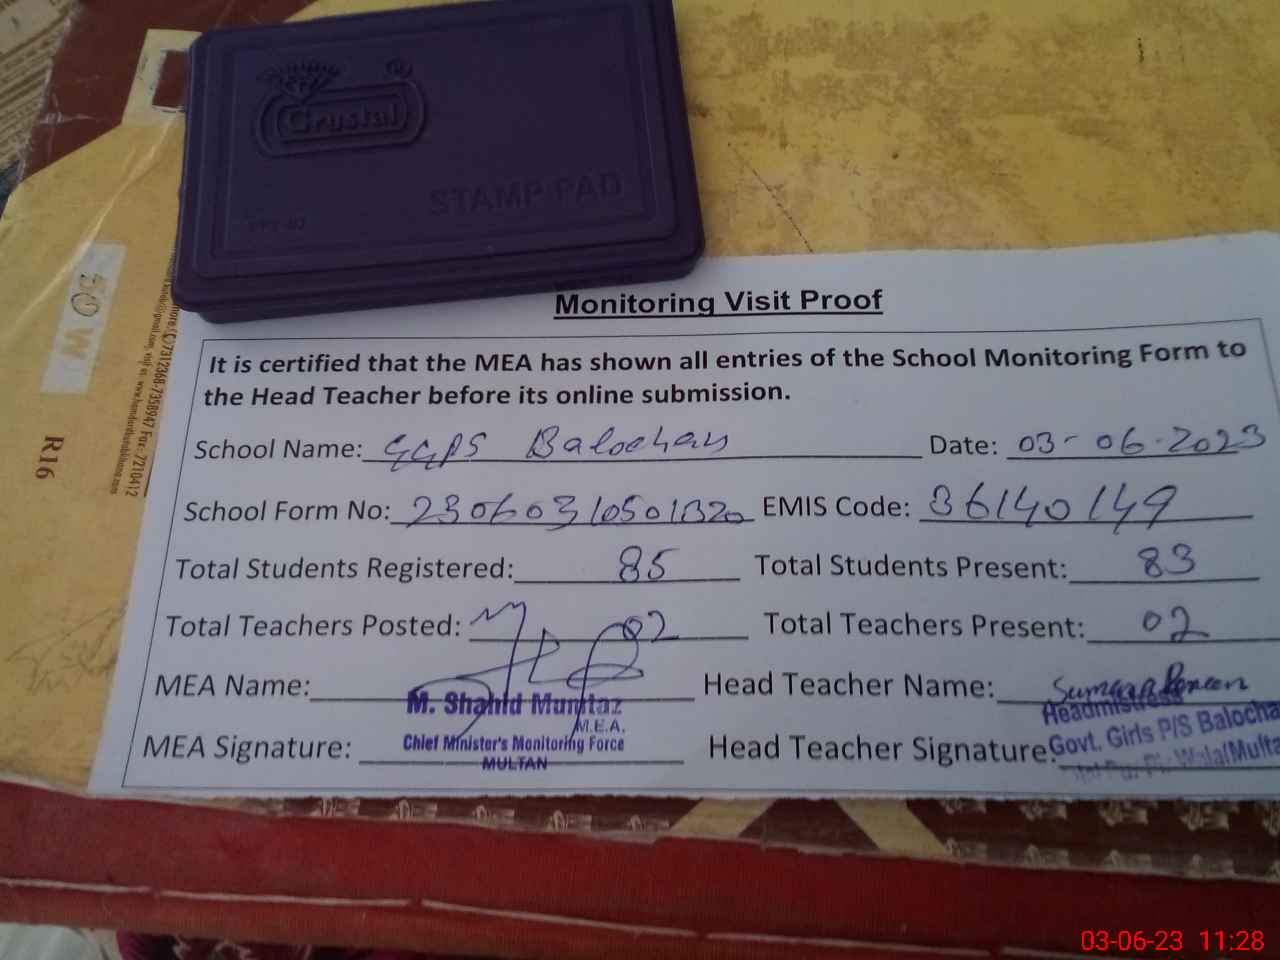 Crystal
STAMP PAD
50 W
R16
Monitoring Visit Proof
It is certified that the MEA has shown all entries of the School Monitoring Form to
the Head Teacher before its online submission.
School Name: GGPS Balochan Date: 03-06-2023
School Form No: 23060310501320 EMIS Code: 36140149
Total Students Registered: 85 Total Students Present: 83
Total Teachers Posted: 02 Total Teachers Present: 02
MEA Name: Head Teacher Name: Sumera
M. Shahid Mumtaz
M.E.A.
Chief Minister's Monitoring Force
MULTAN
MEA Signature: Head Teacher Signature:
Headmistress
Govt. Girls P/S Balocha
03-06-23 11:28